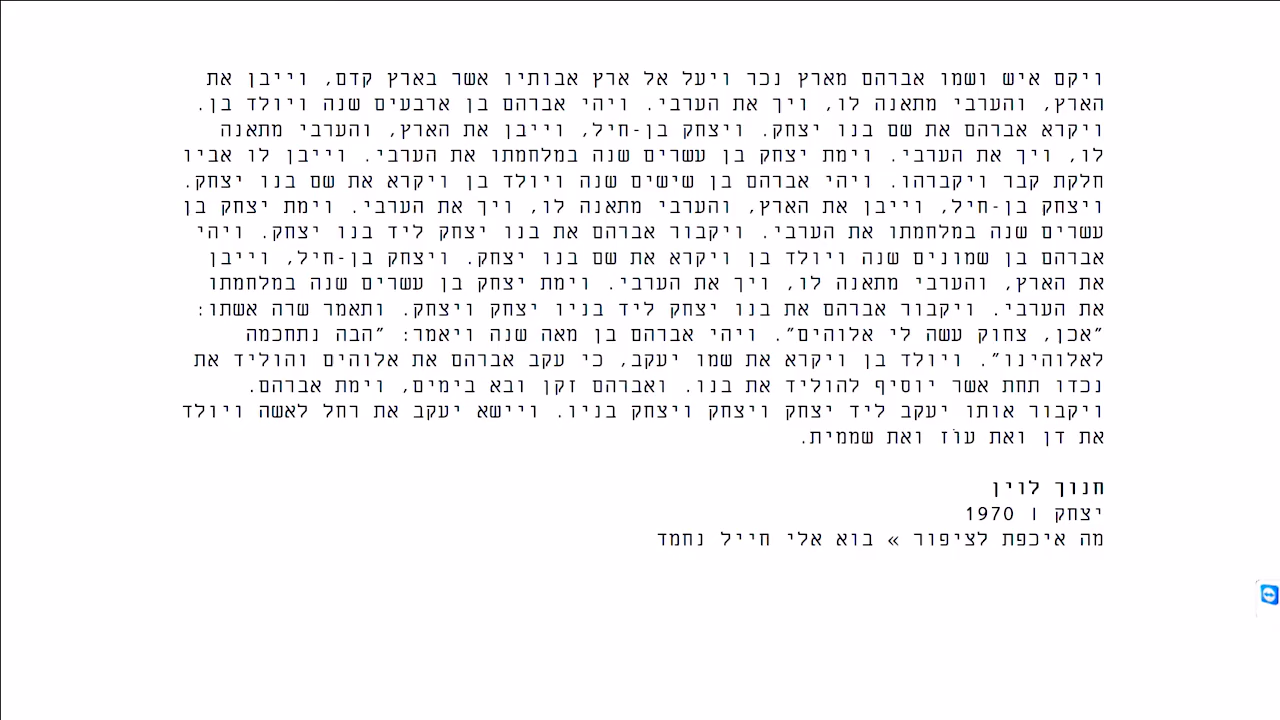 ויקם איש ושמו אברהם מארץ נכר ויעל אל ארץ אבותיו אשר בארץ קדם, וייבן את
הארץ, והערבי מתאנה לו, ויך את הערבי. ויהי אברהם בן ארבעים שנה ויולד בן.
ויקרא אברהם את שם בנו יצחק. ויצחק בן-חיל, וייבן את הארץ, והערבי מתאנה
לו, ויך את הערבי. וימת יצחק בן עשרים שנה במלחמתו את הערבי. וייבן לו אביו
חלקת קבר ויקברהו. ויהי אברהם בן שישים שנה ויולד בן ויקרא את שם בנו יצחק.
ויצחק בן-חיל, וייבן את הארץ, והערבי מתאנה לו, ויך את הערבי. וימת יצחק בן
עשרים שנה במלחמתו את הערבי. ויקבור אברהם את בנו יצחק ליד בנו יצחק. ויהי
אברהם בן שמונים שנה ויולד בן ויקרא את שם בנו יצחק. ויצחק בן-חיל, וייבן
את הארץ, והערבי מתאנה לו, ויך את הערבי. וימת יצחק בן עשרים שנה במלחמתו
את הערבי. ויקבור אברהם את בנו יצחק ליד בניו יצחק ויצחק. ותאמר שרה אשתו:
"אכן, צחוק עשה לי אלוהים". ויהי אברהם בן מאה שנה ויאמר: "הבה נתחכמה
לאלוהינו". ויולד בן ויקרא את שמו יעקב, כי עקב אברהם את אלוהים והוליד את
נכדו תחת אשר יוסיף להוליד את בנו. ואברהם זקן ובא בימים, וימת אברהם.
ויקבור אותו יעקב ליד יצחק ויצחק ויצחק בניו. ויישא יעקב את רחל לאשה ויולד
את דן ואת עוֹז ואת שממית.
חנוך לוין
יצחק ו 1970
מה איכפת לציפור » בוא אלי חייל נחמד